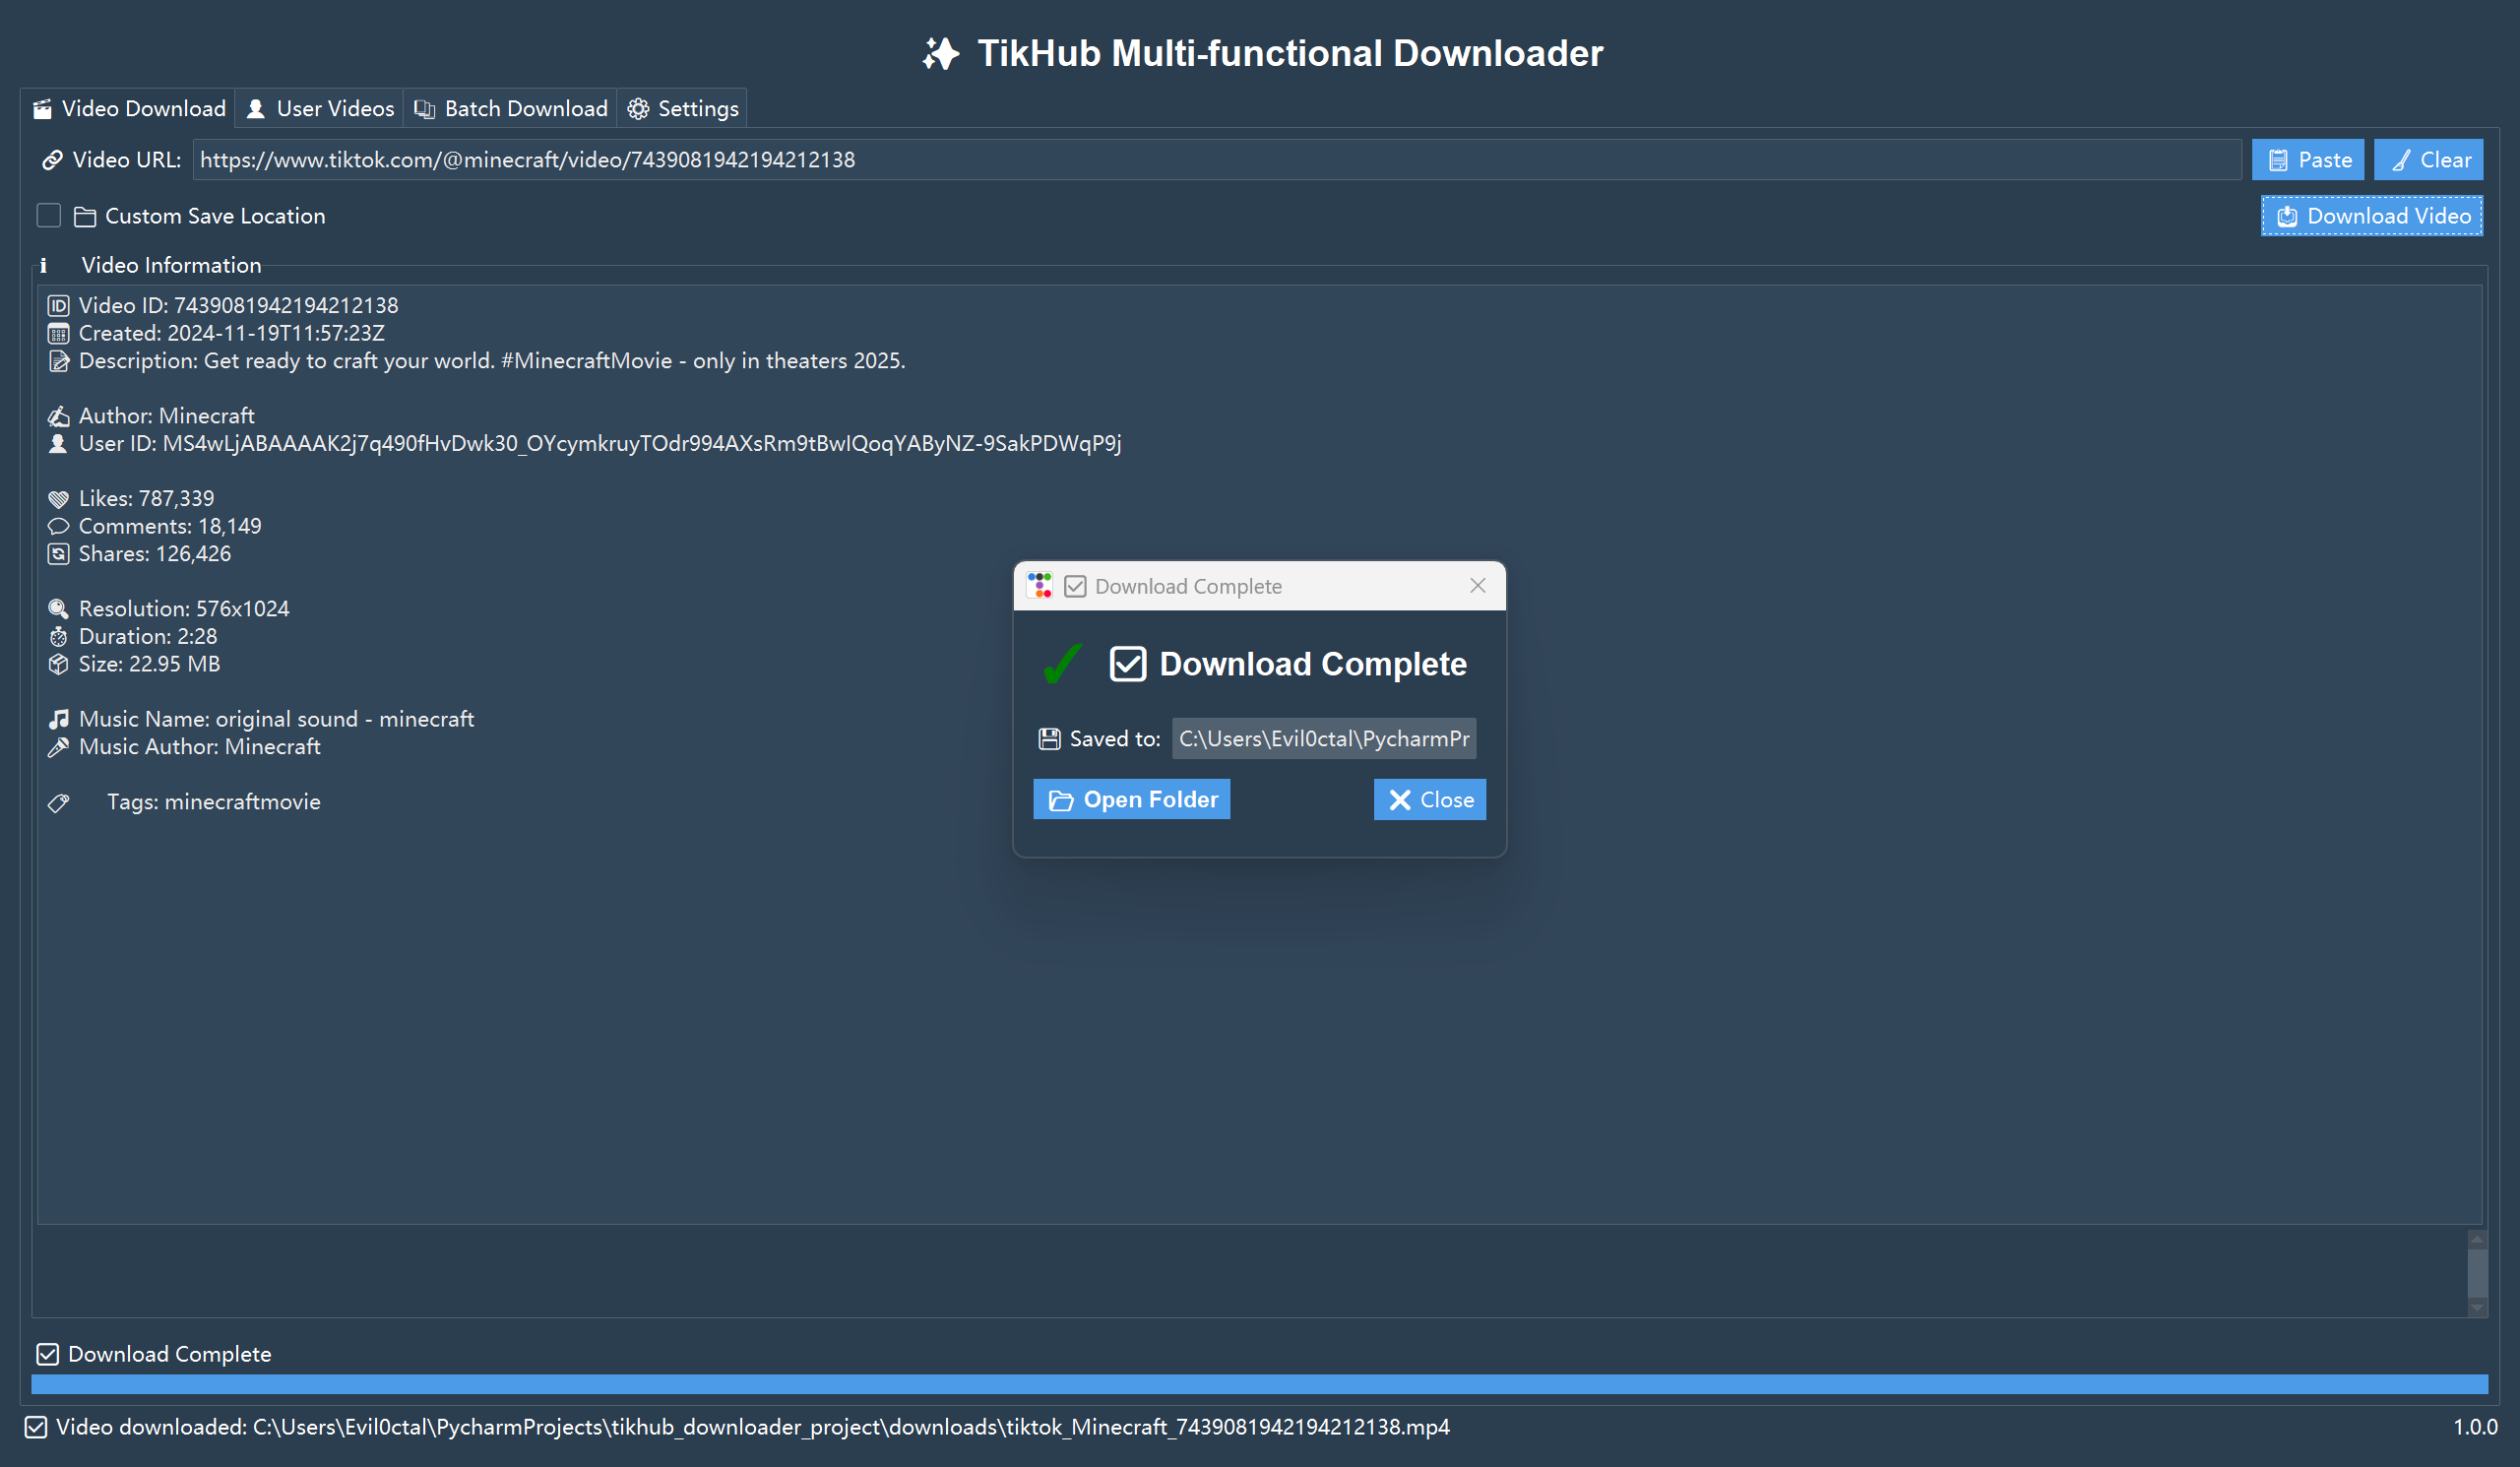 TikHub Multi-functional Downloader
Video Download User Videos Batch Download Settings
Video URL: https://www.tiktok.com/@minecraft/video/7439081942194212138 Paste Clear
Custom Save Location Download Video
Video Information
Video ID: 7439081942194212138
Created: 2024-11-19T11:57:23Z
Description: Get ready to craft your world. #MinecraftMovie - only in theaters 2025.
Author: Minecraft
User ID: MS4wLjABAAAAK2j7q490fHvDwk30_OYcymkruyTOdr994AXsRm9tBwIQoqYAByNZ-9SakPDWqP9j
Likes: 787,339
Comments: 18,149
Shares: 126,426
Resolution: 576x1024
Duration: 2:28
Size: 22.95 MB
Music Name: original sound - minecraft
Music Author: Minecraft
Tags: minecraftmovie
Download Complete
Download Complete
Saved to: C:\Users\Evil0ctal\PycharmPr
Open Folder Close
Download Complete
Video downloaded: C:\Users\Evil0ctal\PycharmProjects\tikhub_downloader_project\downloads\tiktok_Minecraft_7439081942194212138.mp4 1.0.0